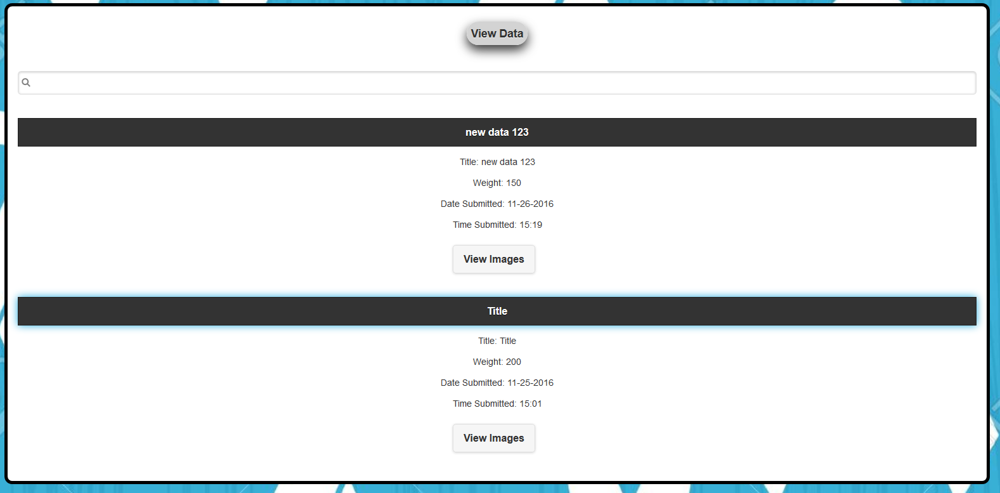 View Data
new data 123
Title: new data 123
Weight: 150
Date Submitted: 11-26-2016
Time Submitted: 15:19
View Images
Title
Title: Title
Weight: 200
Date Submitted: 11-25-2016
Time Submitted: 15:01
View Images